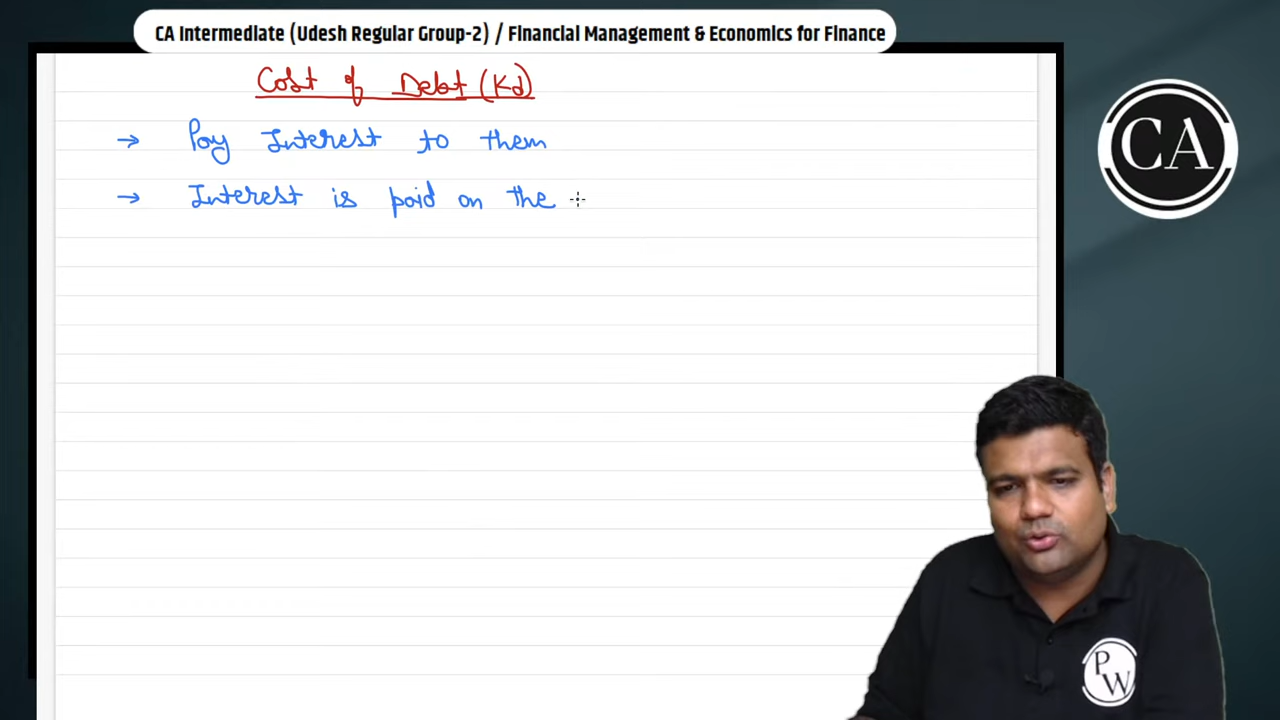 CA Intermediate (Udesh Regular Group-2) / Financial Management & Economics for Finance
Cost of Debt (Kd)
→ Pay Interest to them
→ Interest is paid on the
CA
PW